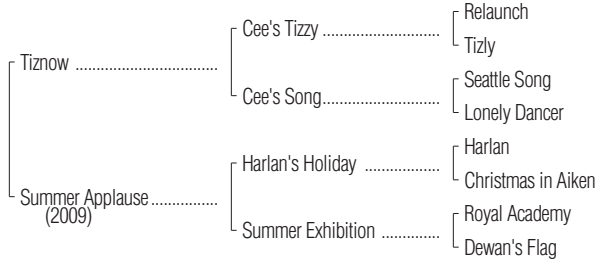 Relaunch
Cee's Tizzy ..............................
Tizly
Tiznow ....................................
Seattle Song
Cee's Song..............................
Lonely Dancer
Harlan
Harlan's Holiday ...................
Christmas in Aiken
Summer Applause .................
(2009)
Royal Academy
Summer Exhibition ...............
Dewan's Flag